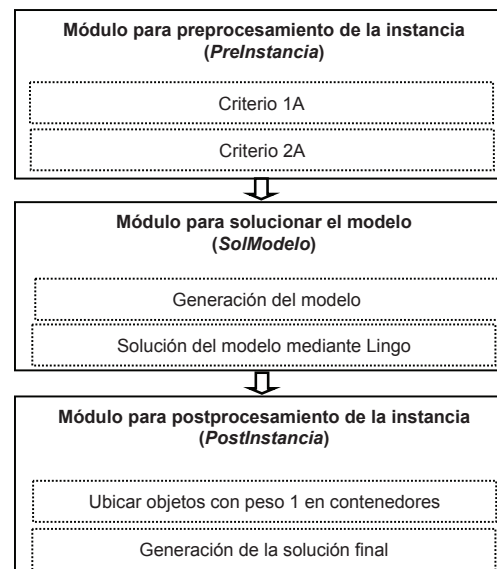 Módulo para preprocesamiento de la instancia
(PreInstancia)
Criterio 1A
Criterio 2A
Módulo para solucionar el modelo
(SolModelo)
Generación del modelo
Solución del modelo mediante Lingo
Módulo para postprocesamiento de la instancia
(PostInstancia)
Ubicar objetos con peso 1 en contenedores
Generación de la solución final